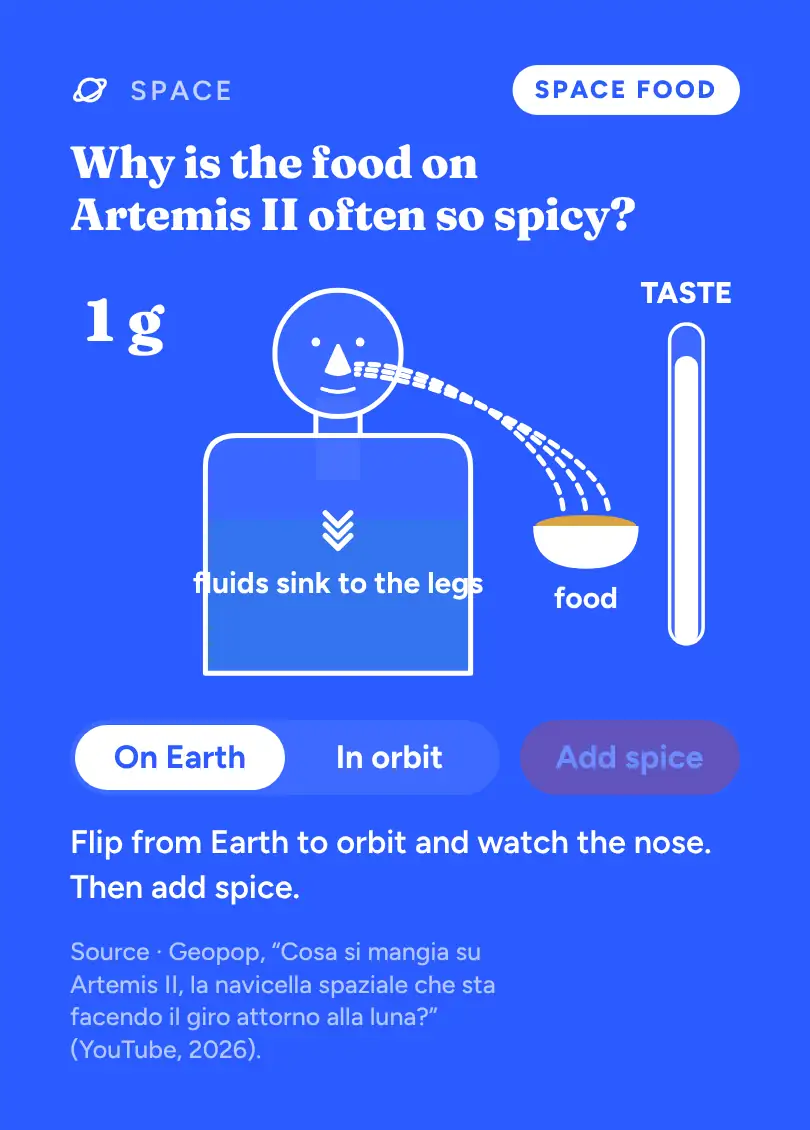 SPACE
SPACE FOOD
Why is the food on
Artemis II often so spicy?
1 g
TASTE
fluids sink to the legs
food
On Earth
In orbit
Add spice
Flip from Earth to orbit and watch the nose.
Then add spice.
Source · Geopop, “Cosa si mangia su
Artemis II, la navicella spaziale che sta
facendo il giro attorno alla luna?”
(YouTube, 2026).